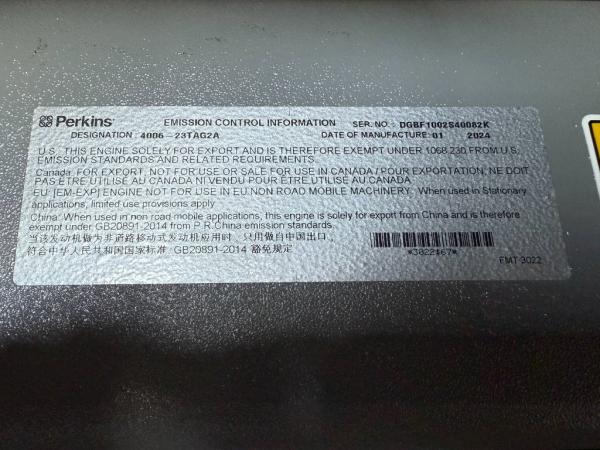 Perkins EMISSION CONTROL INFORMATION SER. NO.: DGBF1002S40082K
DESIGNATION: 4006-23TAG2A DATE OF MANUFACTURE: 01 2024
U.S. THIS ENGINE SOLELY FOR EXPORT AND IS THEREFORE EXEMPT UNDER 1068.230 FROM U.S.
EMISSION STANDARDS AND RELATED REQUIREMENTS.
Canada: FOR EXPORT, NOT FOR USE OR SALE FOR USE IN CANADA / POUR EXPORTATION, NE DOIT
PAS ÊTRE UTILISÉ AU CANADA NI VENDU POUR ÊTRE UTILISÉ AU CANADA.
EU: [EM-EXP] ENGINE NOT FOR USE IN EU NON ROAD MOBILE MACHINERY. When used in Stationary
applications, limited use provisions apply
China: When used in non road mobile applications, this engine is solely for export from China and is therefore
exempt under GB20891-2014 from P.R.China emission standards.
当该发动机做为非道路移动式发动机应用时，只用做自中国出口，
符合中华人民共和国国家标准 GB20891-2014 豁免规定
*3022467*
FMT 3022